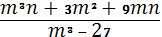 m³n + 3m² + 9mn
m³ − 27